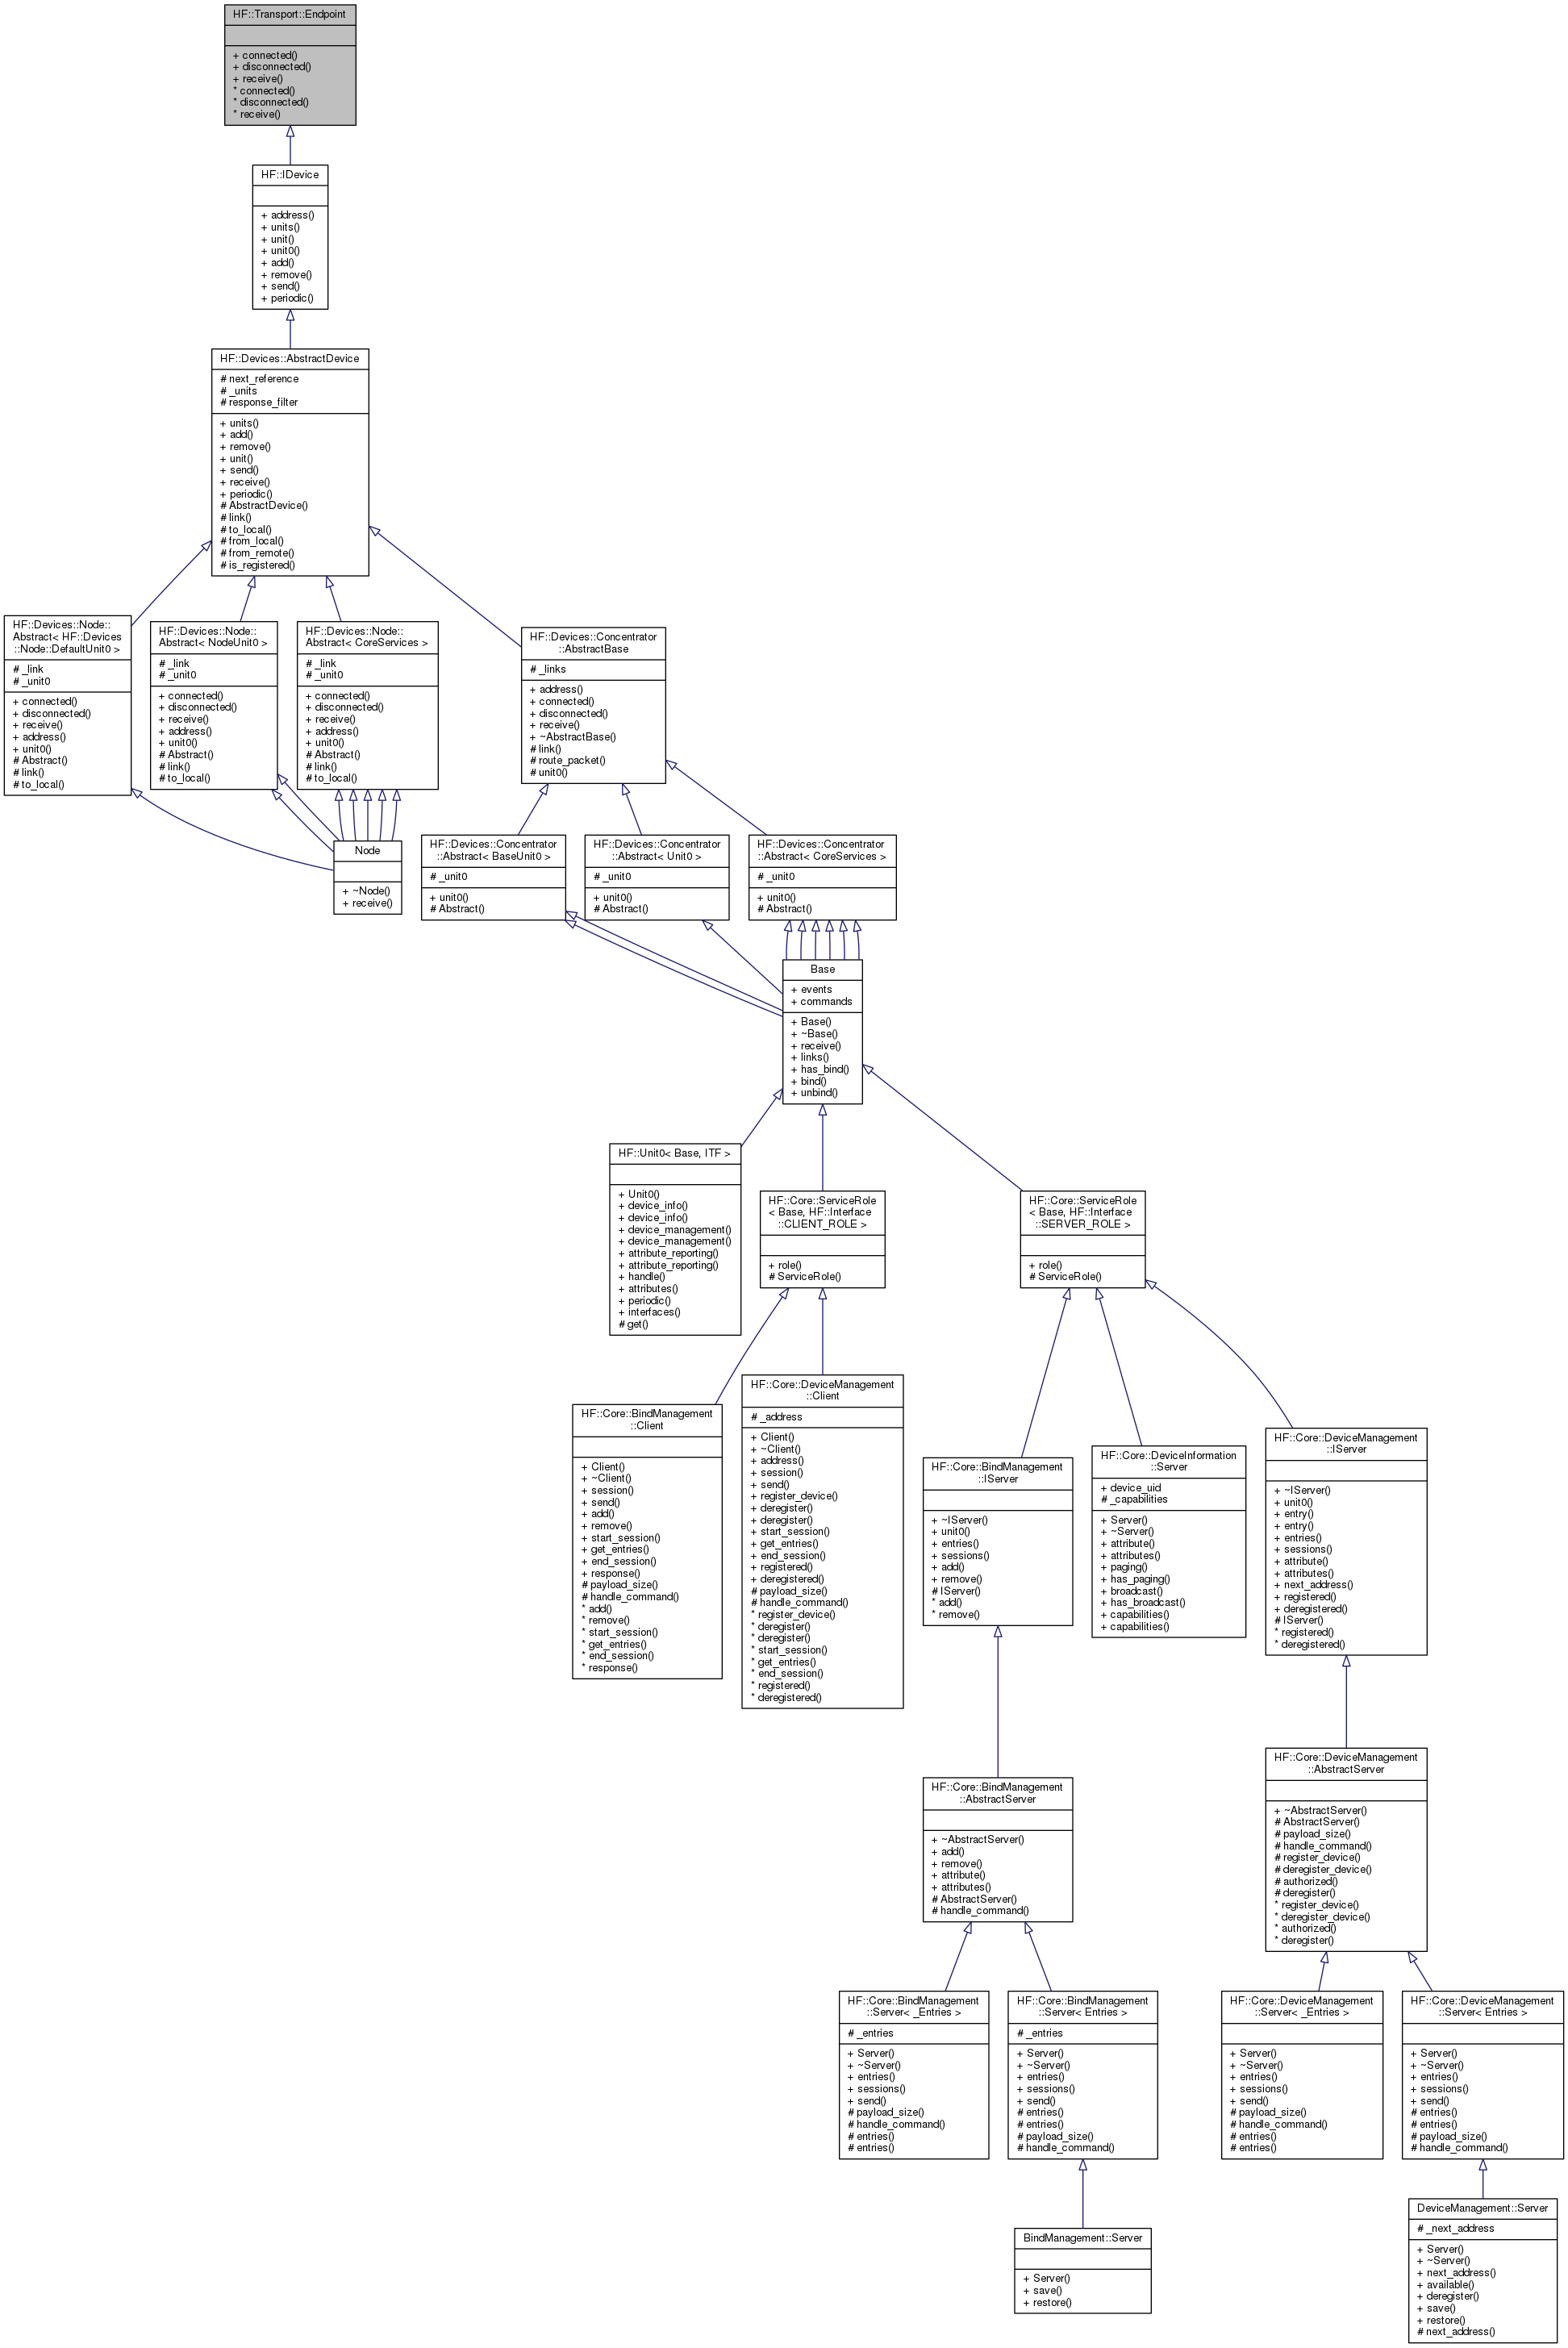 HF::Transport::Endpoint
+ connected()
+ disconnected()
+ receive()
* connected()
* disconnected()
* receive()
HF::IDevice
+ address()
+ units()
+ unit()
+ unit0()
+ add()
+ remove()
+ send()
+ periodic()
HF::Devices::AbstractDevice
# next_reference
# _units
# response_filter
+ units()
+ add()
+ remove()
+ unit()
+ send()
+ receive()
+ periodic()
# AbstractDevice()
# link()
# to_local()
# from_local()
# from_remote()
# is_registered()
HF::Devices::Node::
Abstract< HF::Devices
::Node::DefaultUnit0 >
# _link
# _unit0
+ connected()
+ disconnected()
+ receive()
+ address()
+ unit0()
# Abstract()
# link()
# to_local()
HF::Devices::Node::
Abstract< NodeUnit0 >
# _link
# _unit0
+ connected()
+ disconnected()
+ receive()
+ address()
+ unit0()
# Abstract()
# link()
# to_local()
HF::Devices::Node::
Abstract< CoreServices >
# _link
# _unit0
+ connected()
+ disconnected()
+ receive()
+ address()
+ unit0()
# Abstract()
# link()
# to_local()
HF::Devices::Concentrator
::AbstractBase
# _links
+ address()
+ connected()
+ disconnected()
+ receive()
+ ~AbstractBase()
# link()
# route_packet()
# unit0()
Node
+ ~Node()
+ receive()
HF::Devices::Concentrator
::Abstract< BaseUnit0 >
# _unit0
+ unit0()
# Abstract()
HF::Devices::Concentrator
::Abstract< Unit0 >
# _unit0
+ unit0()
# Abstract()
HF::Devices::Concentrator
::Abstract< CoreServices >
# _unit0
+ unit0()
# Abstract()
Base
+ events
+ commands
+ Base()
+ ~Base()
+ receive()
+ links()
+ has_bind()
+ bind()
+ unbind()
HF::Unit0< Base, ITF >
+ Unit0()
+ device_info()
+ device_info()
+ device_management()
+ device_management()
+ attribute_reporting()
+ attribute_reporting()
+ handle()
+ attributes()
+ periodic()
+ interfaces()
# get()
HF::Core::ServiceRole
< Base, HF::Interface
::CLIENT_ROLE >
+ role()
# ServiceRole()
HF::Core::ServiceRole
< Base, HF::Interface
::SERVER_ROLE >
+ role()
# ServiceRole()
HF::Core::BindManagement
::Client
+ Client()
+ ~Client()
+ session()
+ send()
+ add()
+ remove()
+ start_session()
+ get_entries()
+ end_session()
+ response()
# payload_size()
# handle_command()
* add()
* remove()
* start_session()
* get_entries()
* end_session()
* response()
HF::Core::DeviceManagement
::Client
# _address
+ Client()
+ ~Client()
+ address()
+ session()
+ send()
+ register_device()
+ deregister()
+ deregister()
+ start_session()
+ get_entries()
+ end_session()
+ registered()
+ deregistered()
# payload_size()
# handle_command()
* register_device()
* deregister()
* deregister()
* start_session()
* get_entries()
* end_session()
* registered()
* deregistered()
HF::Core::BindManagement
::IServer
+ ~IServer()
+ unit0()
+ entries()
+ sessions()
+ add()
+ remove()
# IServer()
* add()
* remove()
HF::Core::DeviceInformation
::Server
+ device_uid
# _capabilities
+ Server()
+ ~Server()
+ attribute()
+ attributes()
+ paging()
+ has_paging()
+ broadcast()
+ has_broadcast()
+ capabilities()
+ capabilities()
HF::Core::DeviceManagement
::IServer
+ ~IServer()
+ unit0()
+ entry()
+ entry()
+ entries()
+ sessions()
+ attribute()
+ attributes()
+ next_address()
+ registered()
+ deregistered()
# IServer()
* registered()
* deregistered()
HF::Core::BindManagement
::AbstractServer
+ ~AbstractServer()
+ add()
+ remove()
+ attribute()
+ attributes()
# AbstractServer()
# handle_command()
HF::Core::DeviceManagement
::AbstractServer
+ ~AbstractServer()
# AbstractServer()
# payload_size()
# handle_command()
# register_device()
# deregister_device()
# authorized()
# deregister()
* register_device()
* deregister_device()
* authorized()
* deregister()
HF::Core::BindManagement
::Server< _Entries >
# _entries
+ Server()
+ ~Server()
+ entries()
+ sessions()
+ send()
# payload_size()
# handle_command()
# entries()
# entries()
HF::Core::BindManagement
::Server< Entries >
# _entries
+ Server()
+ ~Server()
+ entries()
+ sessions()
+ send()
# entries()
# entries()
# payload_size()
# handle_command()
HF::Core::DeviceManagement
::Server< _Entries >
+ Server()
+ ~Server()
+ entries()
+ sessions()
+ send()
# payload_size()
# handle_command()
# entries()
# entries()
HF::Core::DeviceManagement
::Server< Entries >
+ Server()
+ ~Server()
+ entries()
+ sessions()
+ send()
# entries()
# entries()
# payload_size()
# handle_command()
BindManagement::Server
+ Server()
+ save()
+ restore()
DeviceManagement::Server
# _next_address
+ Server()
+ ~Server()
+ next_address()
+ available()
+ deregister()
+ save()
+ restore()
# next_address()